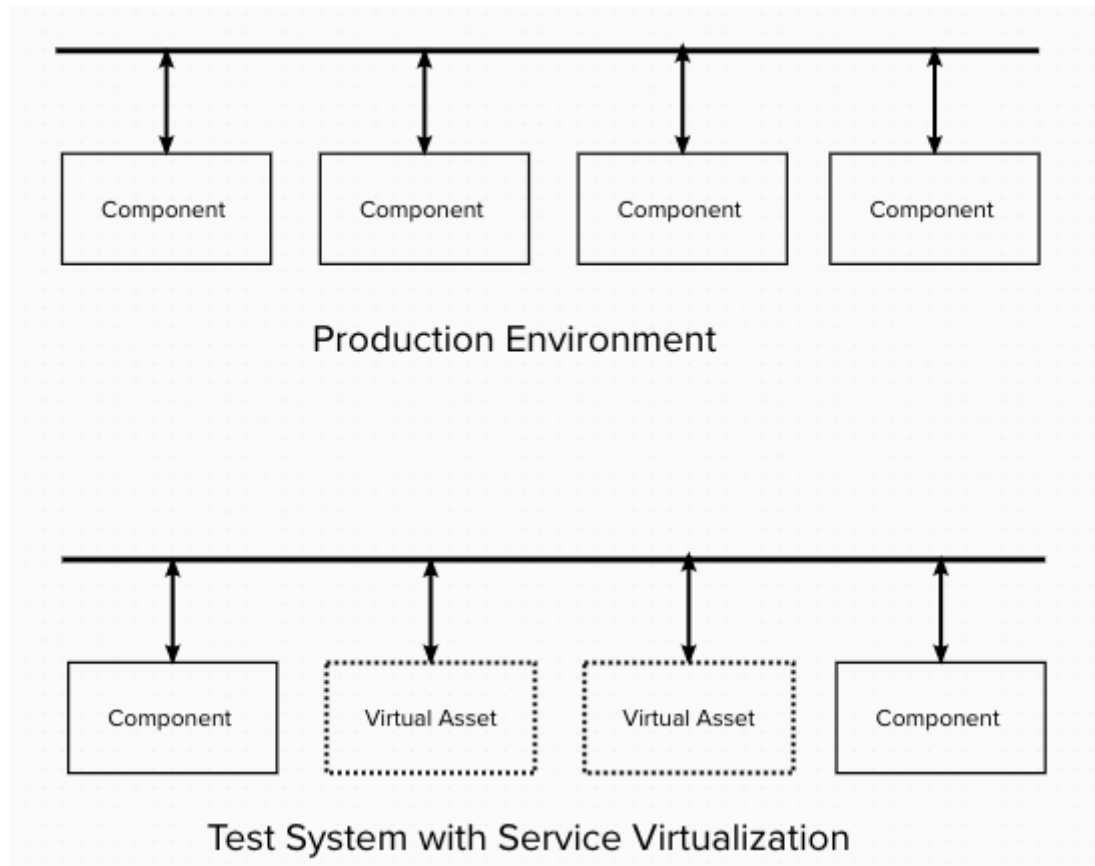 Component
Component
Component
Component
Production Environment
Component
Virtual Asset
Virtual Asset
Component
Test System with Service Virtualization